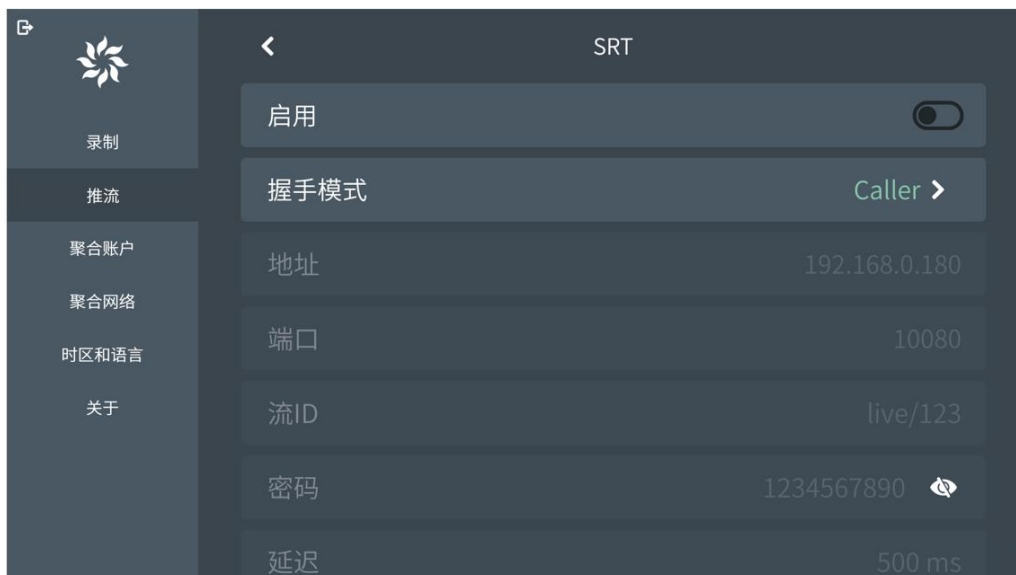 SRT
录制
推流
聚合账户
聚合网络
时区和语言
关于
启用
握手模式 Caller
地址 192.168.0.180
端口 10080
流ID live/123
密码 1234567890
延迟 500 ms